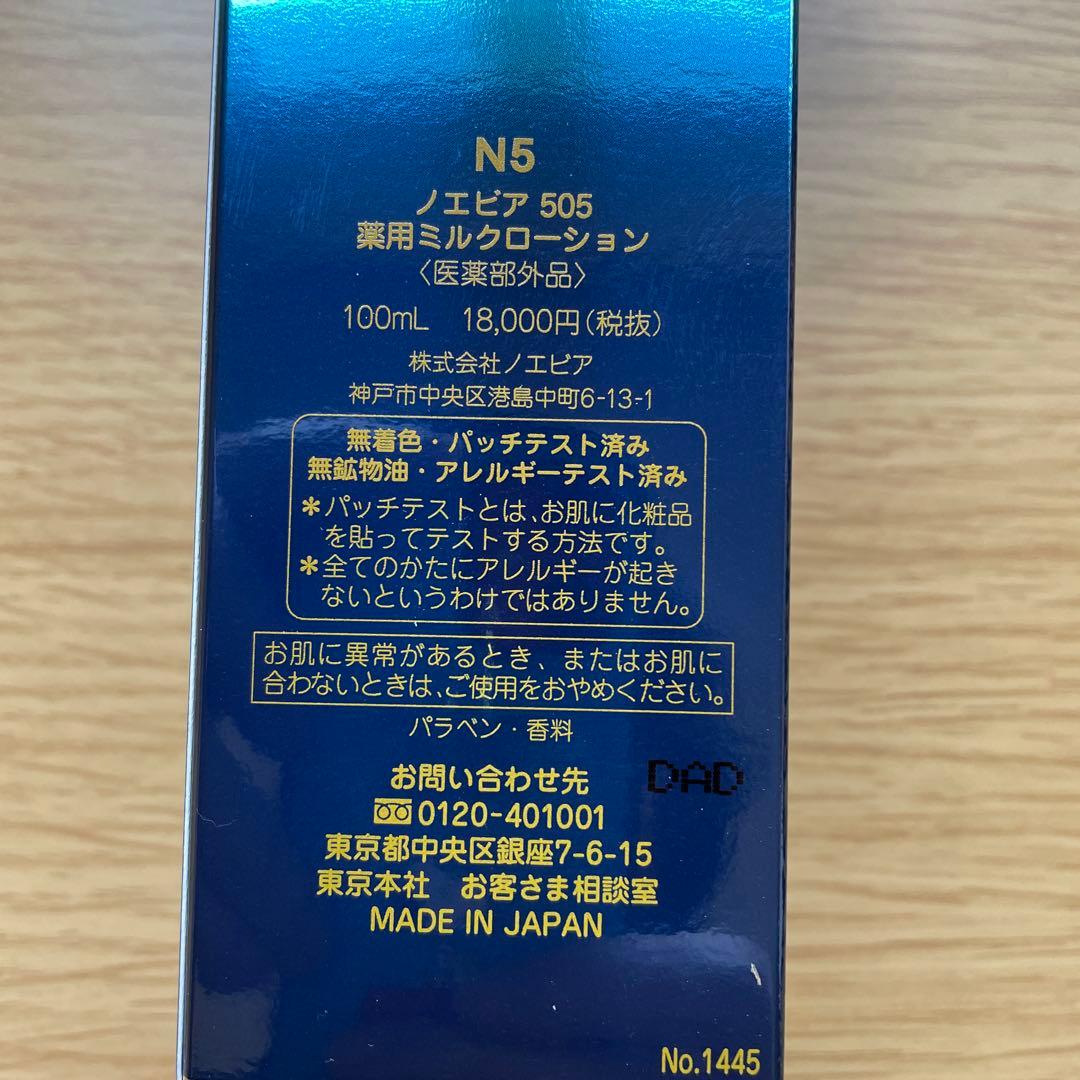 N5
ノエビア 505
薬用ミルクローション
〈医薬部外品〉
100mL 18,000円(税抜)
株式会社ノエビア
神戸市中央区港島中町6-13-1
無着色・パッチテスト済み
無鉱物油・アレルギーテスト済み
*パッチテストとは、お肌に化粧品
を貼ってテストする方法です。
*全てのかたにアレルギーが起き
ないというわけではありません。
お肌に異常があるとき、またはお肌に
合わないときは、ご使用をおやめください。
パラベン・香料
お問い合わせ先
DAD
0120-401001
東京都中央区銀座7-6-15
東京本社 お客さま相談室
MADE IN JAPAN
No.1445